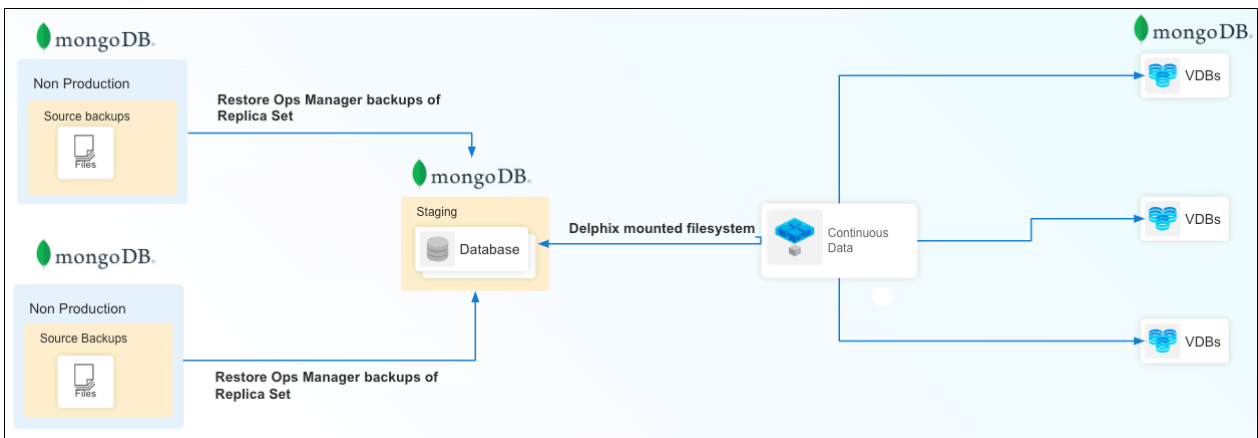 mongoDB.
Non Production
Source backups
Files
Restore Ops Manager backups of
Replica Set
mongoDB.
Non Production
Source Backups
Files
Restore Ops Manager backups of
Replica Set
mongoDB.
Staging
Database
Delphix mounted filesystem
Continuous
Data
mongoDB.
VDBs
VDBs
VDBs